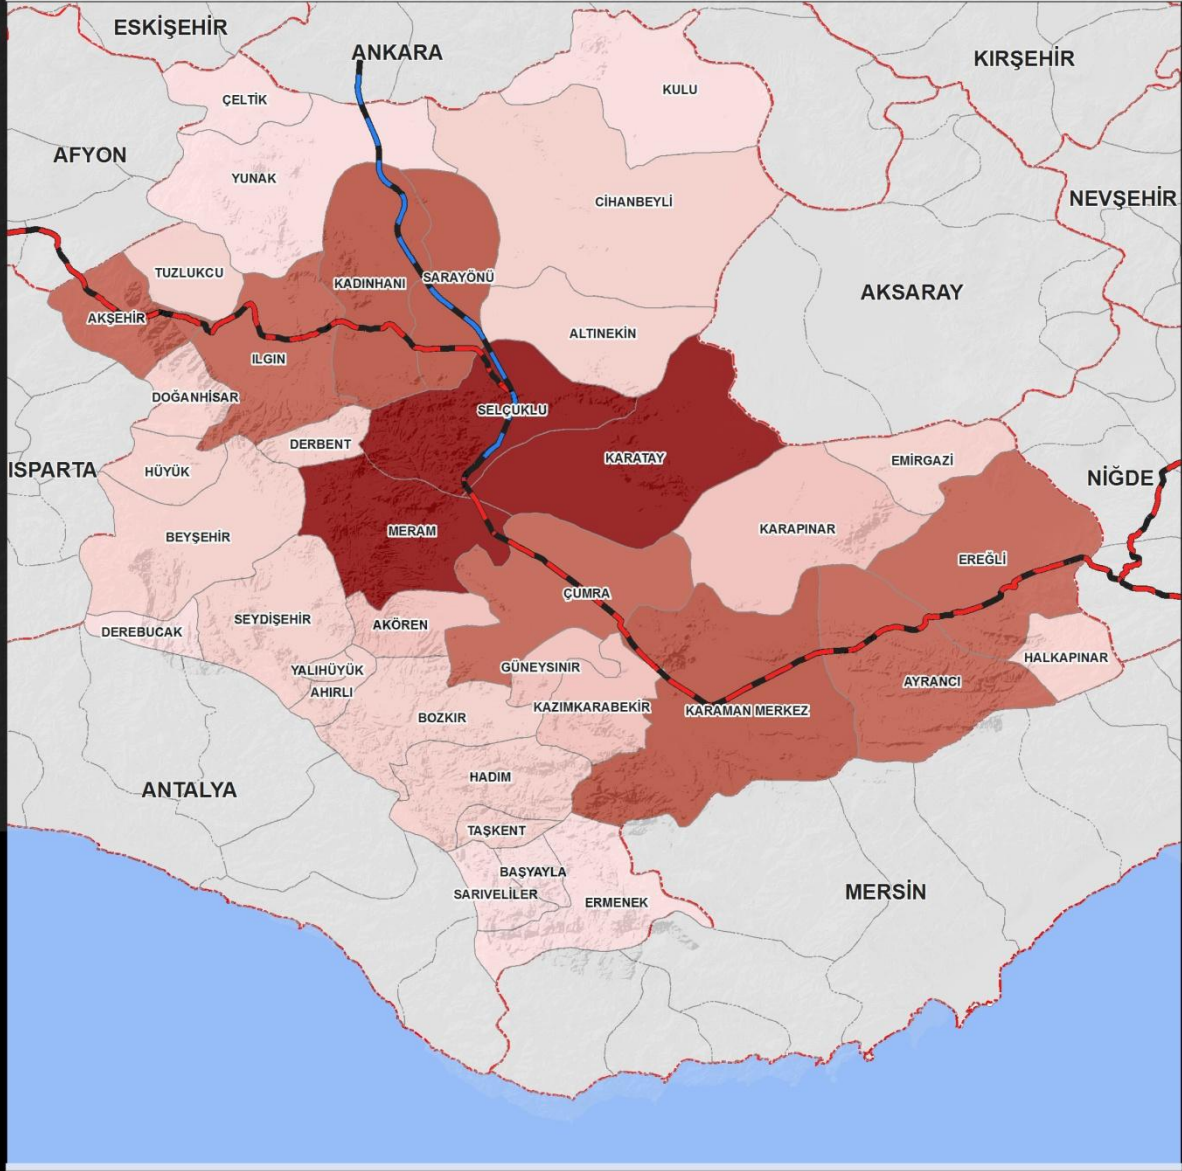 ESKİŞEHİR
ANKARA
KIRŞEHİR
ÇELTİK
KULU
AFYON
YUNAK
NEVŞEHİR
CİHANBEYLİ
TUZLUKCU
KADINHANI
SARAYÖNÜ
AKSARAY
AKŞEHİR
ALTINEKİN
ILGIN
DOĞANHİSAR
SELÇUKLU
DERBENT
KARATAY
EMİRGAZİ
ISPARTA
HÜYÜK
NİĞDE
KARAPINAR
MERAM
BEYŞEHİR
EREĞLİ
ÇUMRA
SEYDİŞEHİR
AKÖREN
DEREBUCAK
HALKAPINAR
YALIHÜYÜK
GÜNEYSINIR
AYRANCI
AHIRLI
KAZIMKARABEKİR
KARAMAN MERKEZ
BOZKIR
HADIM
ANTALYA
TAŞKENT
BAŞYAYLA
SARIVELİLER
MERSİN
ERMENEK